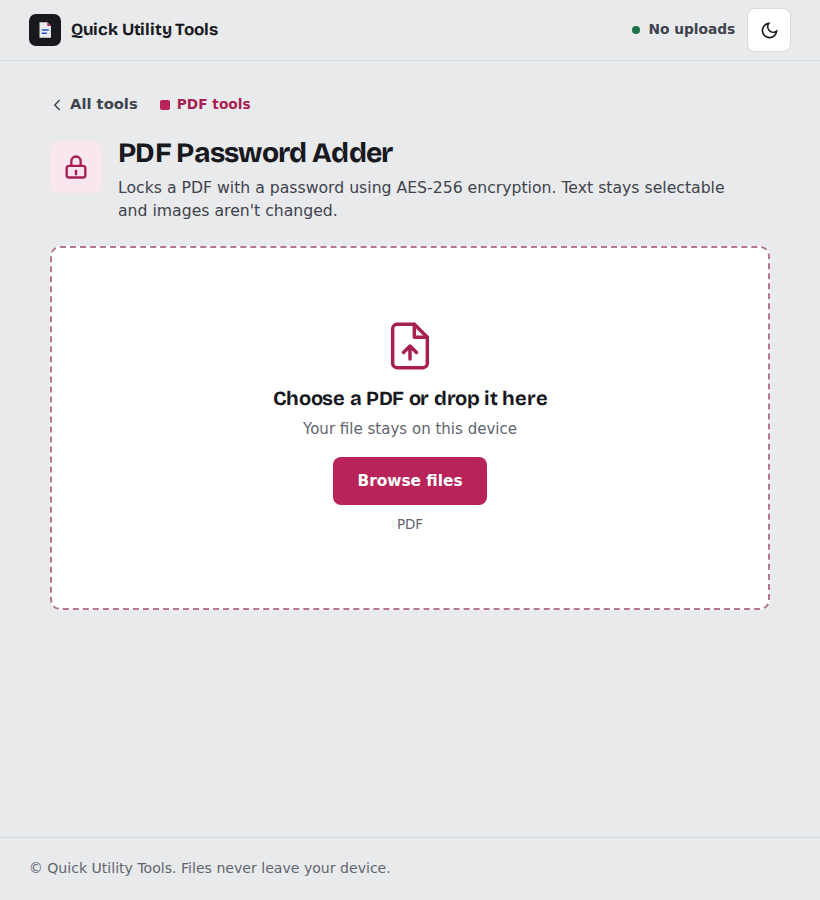 Quick Utility Tools
No uploads
All tools
PDF tools
PDF Password Adder
Locks a PDF with a password using AES-256 encryption. Text stays selectable
and images aren't changed.
Choose a PDF or drop it here
Your file stays on this device
Browse files
PDF
© Quick Utility Tools. Files never leave your device.